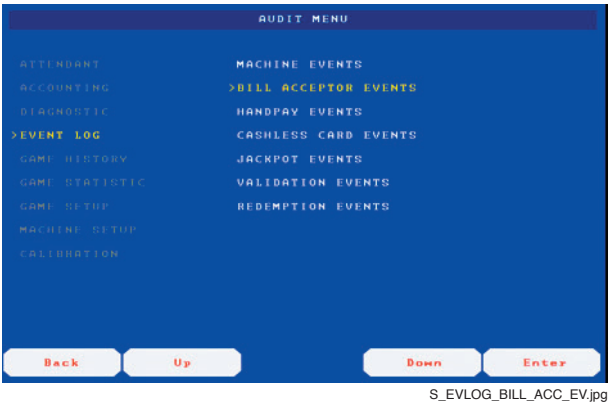 AUDIT MENU
ATTENDANT
ACCOUNTING
DIAGNOSTIC
>EVENT LOG
GAME HISTORY
GAME STATISTIC
GAME SETUP
MACHINE SETUP
CALIBRATION
MACHINE EVENTS
>BILL ACCEPTOR EVENTS
HANDPAY EVENTS
CASHLESS CARD EVENTS
JACKPOT EVENTS
VALIDATION EVENTS
REDEMPTION EVENTS
Back
Up
Down
Enter
S_EVLOG_BILL_ACC_EV.jpg